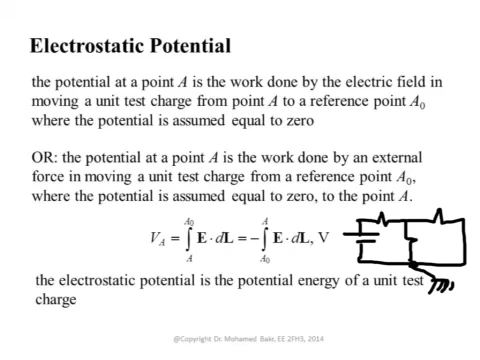 Electrostatic Potential
the potential at a point A is the work done by the electric field in
moving a unit test charge from point A to a reference point A₀
where the potential is assumed equal to zero
OR: the potential at a point A is the work done by an external
force in moving a unit test charge from a reference point A₀,
where the potential is assumed equal to zero, to the point A.
V_A = ∫_A^{A₀} E · dL = −∫_{A₀}^A E · dL, V
the electrostatic potential is the potential energy of a unit test
charge
@Copyright Dr. Mohamed Bakr, EE 2FH3, 2014